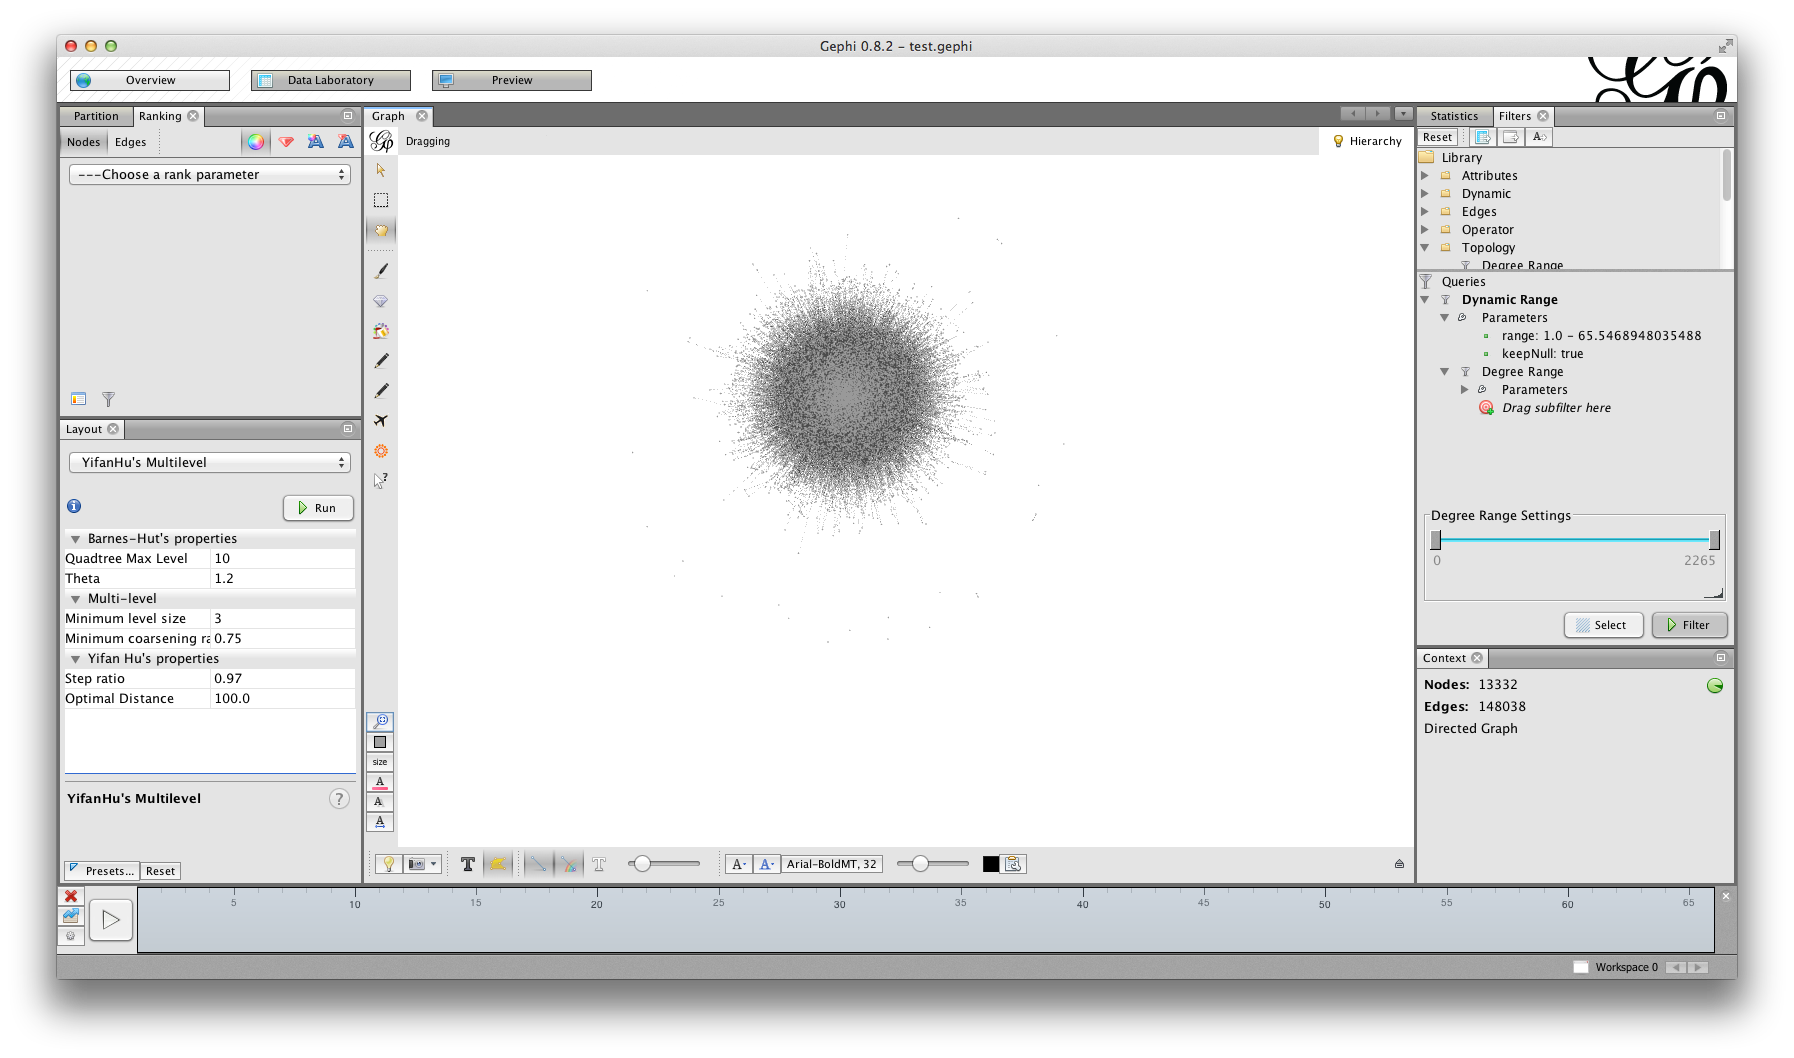 Gephi 0.8.2 – test.gephi
Overview
Data Laboratory
Preview
Partition
Ranking
Nodes
Edges
---Choose a rank parameter
Layout
YifanHu's Multilevel
Run
Barnes-Hut's properties
Quadtree Max Level 10
Theta 1.2
Multi-level
Minimum level size 3
Minimum coarsening ra 0.75
Yifan Hu's properties
Step ratio 0.97
Optimal Distance 100.0
YifanHu's Multilevel
?
Presets...
Reset
Graph
Dragging
Hierarchy
size
A
A
A
T
T
A
A
Arial-BoldMT, 32
Statistics
Filters
Reset
Library
Attributes
Dynamic
Edges
Operator
Topology
Degree Range
Queries
Dynamic Range
Parameters
range: 1.0 - 65.5468948035488
keepNull: true
Degree Range
Parameters
Drag subfilter here
Degree Range Settings
0 2265
Select
Filter
Context
Nodes: 13332
Edges: 148038
Directed Graph
5 10 15 20 25 30 35 40 45 50 55 60 65
Workspace 0